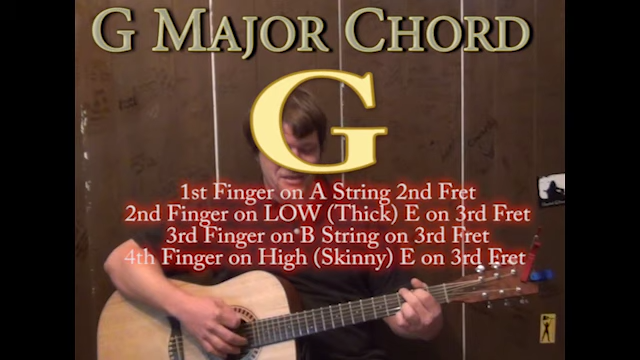 G Major Chord
G
1st Finger on A String 2nd Fret
2nd Finger on LOW (Thick) E on 3rd Fret
3rd Finger on B String on 3rd Fret
4th Finger on High (Skinny) E on 3rd Fret